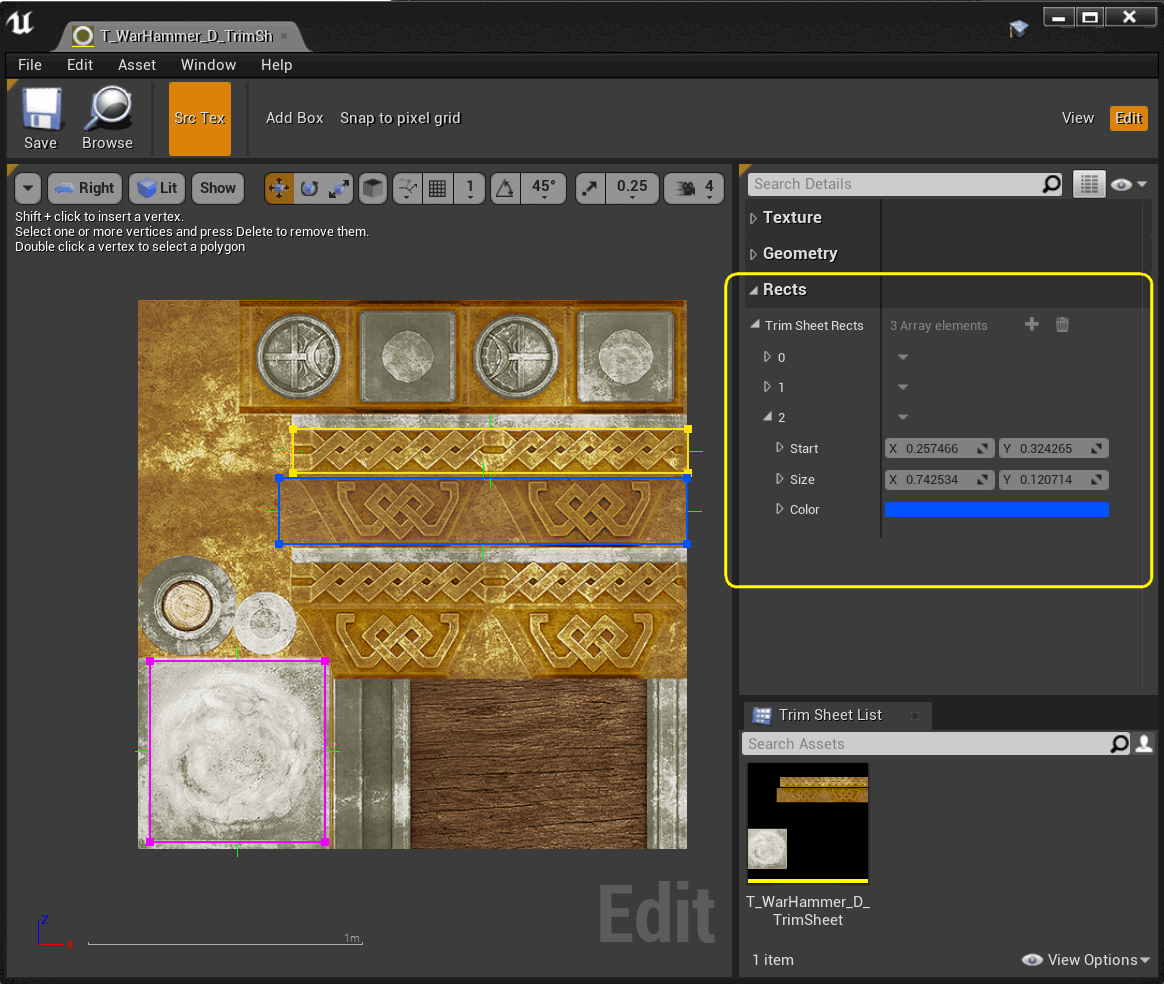 T_WarHammer_D_TrimSh
File Edit Asset Window Help
Save Browse Src Tex Add Box Snap to pixel grid View Edit
Right Lit Show 1 45° 0.25 4
Shift + click to insert a vertex.
Select one or more vertices and press Delete to remove them.
Double click a vertex to select a polygon
Edit
Z
X
1m
Search Details
Texture
Geometry
Rects
Trim Sheet Rects 3 Array elements
0
1
2
Start X 0.257466 Y 0.324265
Size X 0.742534 Y 0.120714
Color
Trim Sheet List
Search Assets
T_WarHammer_D_
TrimSheet
1 item View Options